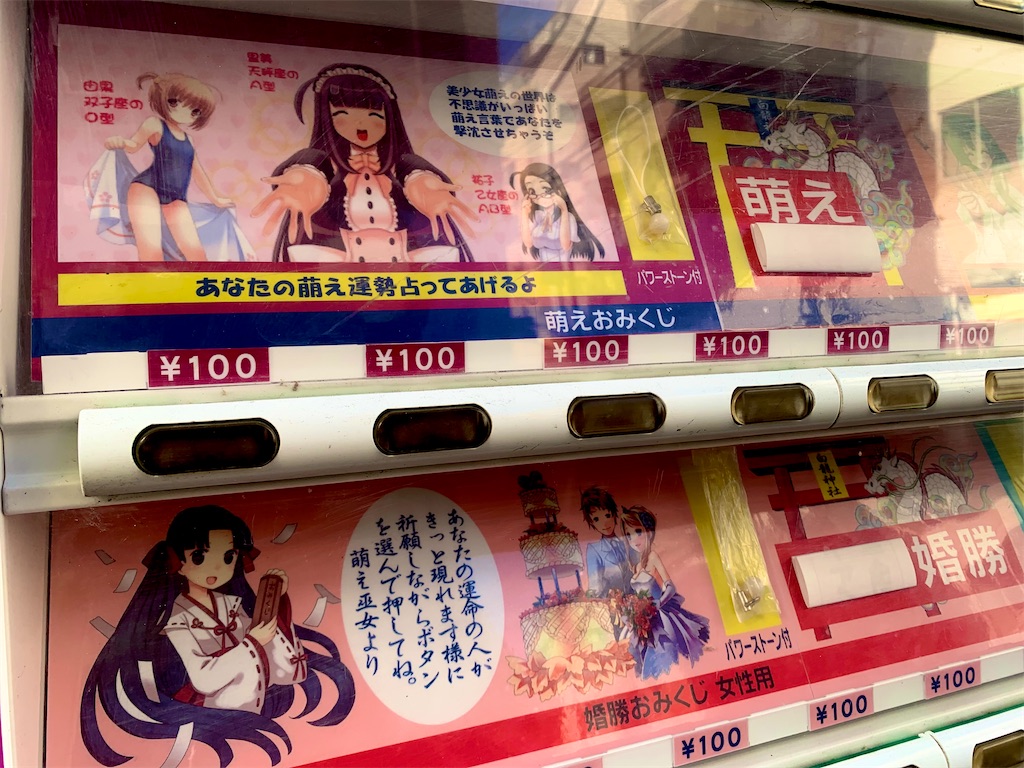 由果
双子座の
O型
天秤座の
A型
美少女萌えの世界は
不思議がいっぱい
萌え言葉であなたを
撃沈させちゃうぞ
祐子
乙女座の
AB型
あなたの萌え運勢占ってあげるよ
萌えおみくじ
パワーストーン付
萌え
¥100
¥100
¥100
¥100
¥100
¥100
あなたの運命の人が
きっと現れます様に
祈願しながらボタン
を選んで押してね。
萌え巫女より
婚勝おみくじ 女性用
パワーストーン付
白龍神社
婚勝
¥100
¥100
¥100